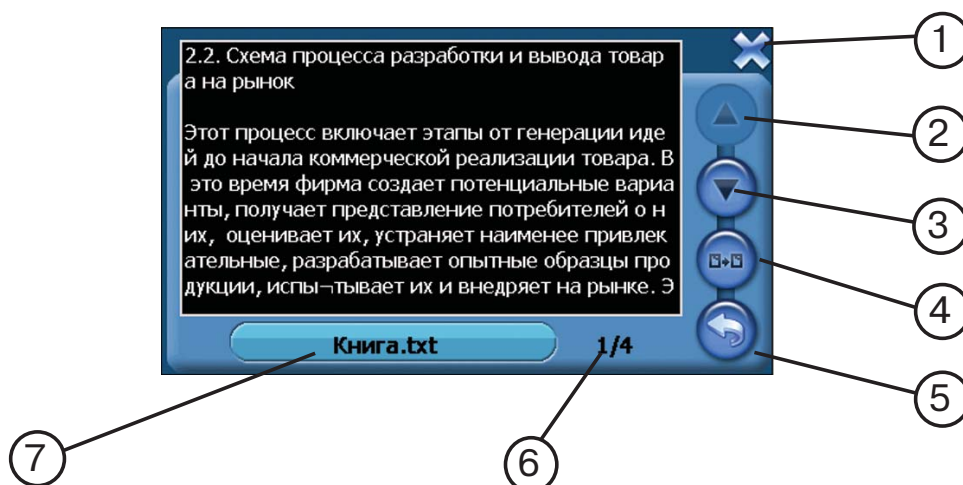 2.2. Схема процесса разработки и вывода товар
а на рынок
Этот процесс включает этапы от генерации иде
й до начала коммерческой реализации товара. В
это время фирма создает потенциальные вариа
нты, получает представление потребителей о н
их, оценивает их, устраняет наименее привлек
ательные, разрабатывает опытные образцы про
дукции, испы¬тывает их и внедряет на рынке. Э
Книга.txt
1/4
1
2
3
4
5
6
7